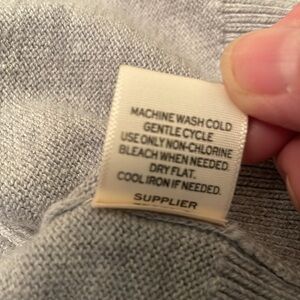 MACHINE WASH COLD
GENTLE CYCLE
USE ONLY NON-CHLORINE
BLEACH WHEN NEEDED.
DRY FLAT.
COOL IRON IF NEEDED.
SUPPLIER